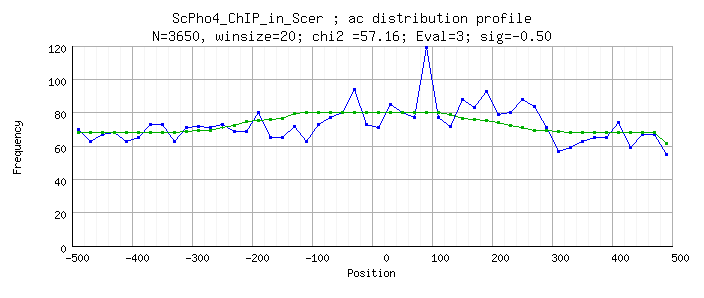 ScPho4_ChIP_in_Scer ; ac distribution profile
N=3650, winsize=20; chi2 =57.16; Eval=3; sig=-0.50
120
100
80
60
40
20
0
Frequency
-500 -400 -300 -200 -100 0 100 200 300 400 500
Position